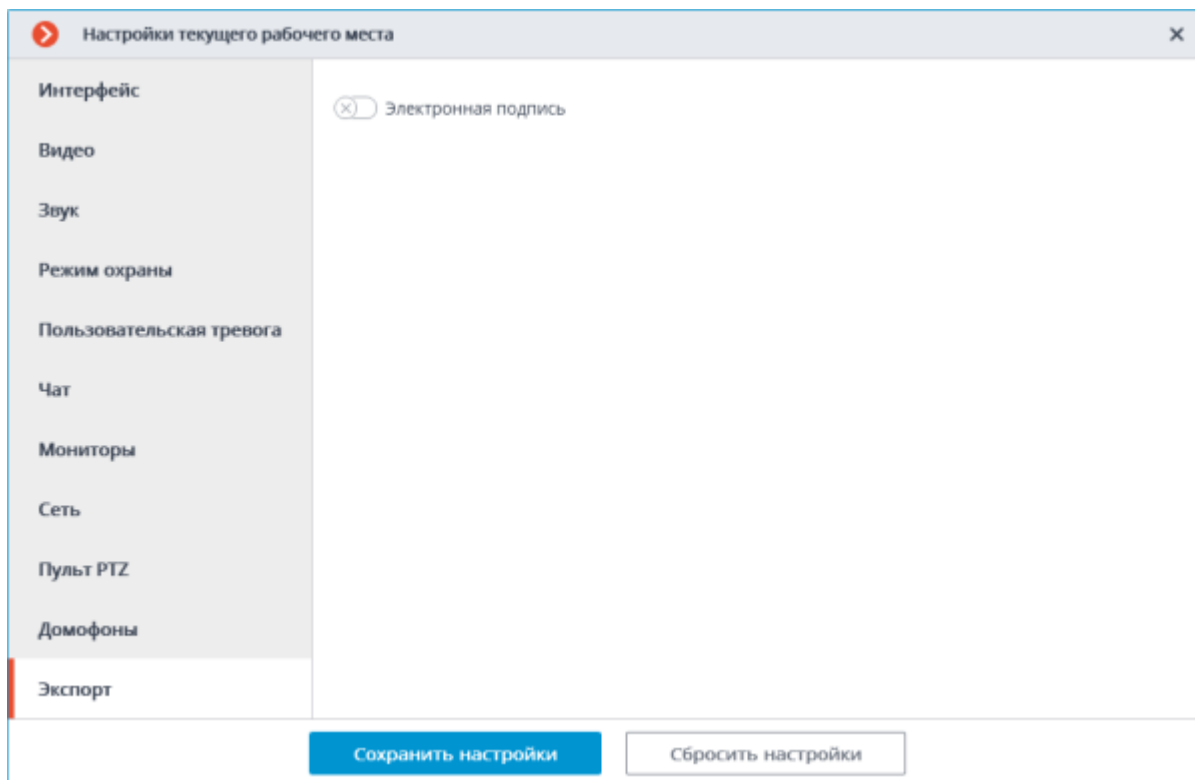 Настройки текущего рабочего места
Интерфейс
Электронная подпись
Видео
Звук
Режим охраны
Пользовательская тревога
Чат
Мониторы
Сеть
Пульт PTZ
Домофоны
Экспорт
Сохранить настройки
Сбросить настройки